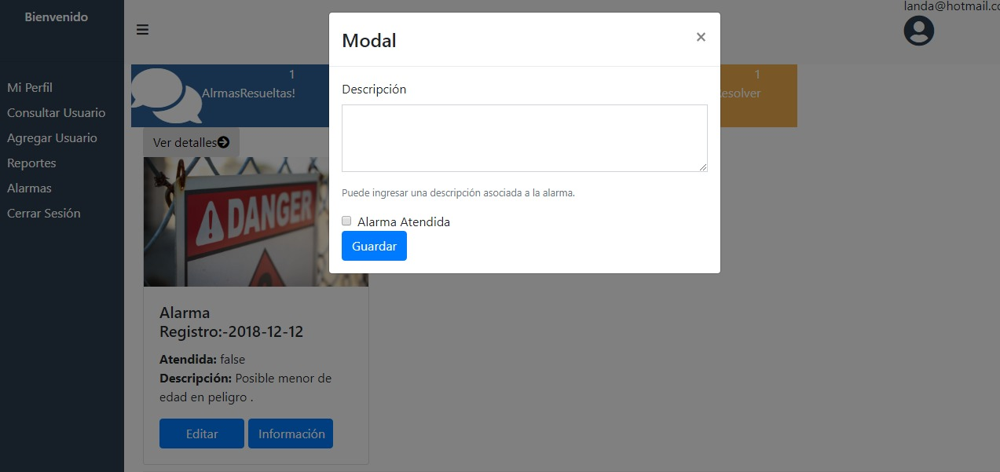 Bienvenido
Mi Perfil
Consultar Usuario
Agregar Usuario
Reportes
Alarmas
Cerrar Sesión
landa@hotmail.co
1
AlrmasResueltas!
1
esolver
Ver detalles
DANGER
Alarma
Registro:-2018-12-12
Atendida: false
Descripción: Posible menor de
edad en peligro .
Editar
Información
Modal
×
Descripción
Puede ingresar una descripción asociada a la alarma.
Alarma Atendida
Guardar